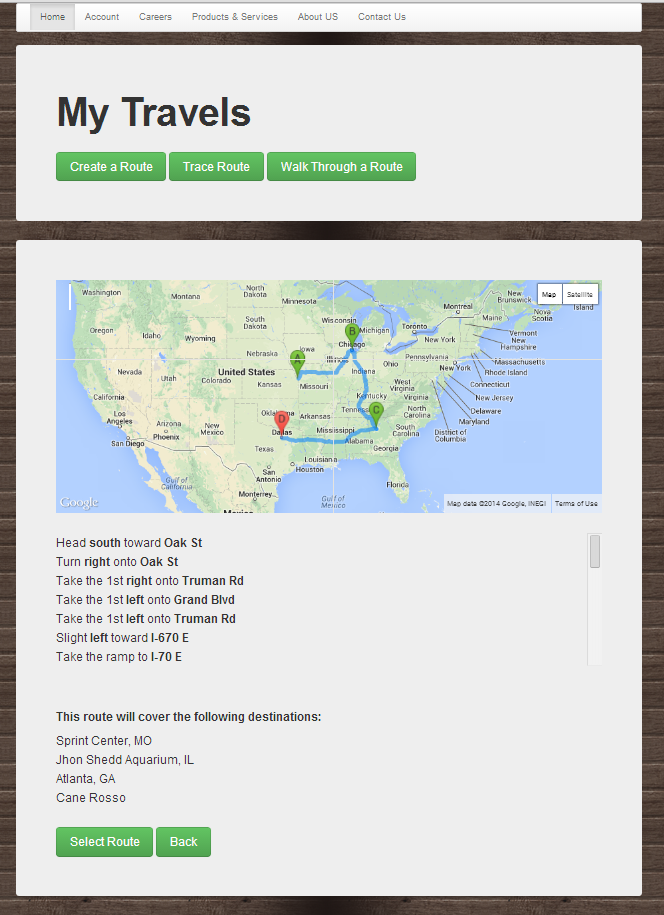 Home Account Careers Products & Services About US Contact Us
My Travels
Create a Route Trace Route Walk Through a Route
Map Satellite
Washington
Montana
North Dakota
Minnesota
Montreal
New Brunswick
Nova Scotia
Island
Oregon
Idaho
Wyoming
South Dakota
Wisconsin
Michigan
Toronto
Maine
Vermont
New Hampshire
Nebraska
Iowa
Chicago
New York
Massachusetts
Rhode Island
Nevada
Utah
Colorado
United States
Kansas
Missouri
Illinois
Indiana
Ohio
Pennsylvania
New York
Connecticut
New Jersey
Delaware
Maryland
District of Columbia
West Virginia
Virginia
Kentucky
California
Los Angeles
San Diego
Arizona
Phoenix
New Mexico
Oklahoma
Arkansas
Tennessee
North Carolina
South Carolina
Dallas
Mississippi
Alabama
Georgia
Texas
Louisiana
San Antonio
Houston
Florida
Gulf of California
Monterrey
Gulf of Mexico
Mexico
A
B
C
D
Google
Map data ©2014 Google, INEGI Terms of Use
Head south toward Oak St
Turn right onto Oak St
Take the 1st right onto Truman Rd
Take the 1st left onto Grand Blvd
Take the 1st left onto Truman Rd
Slight left toward I-670 E
Take the ramp to I-70 E
This route will cover the following destinations:
Sprint Center, MO
Jhon Shedd Aquarium, IL
Atlanta, GA
Cane Rosso
Select Route Back